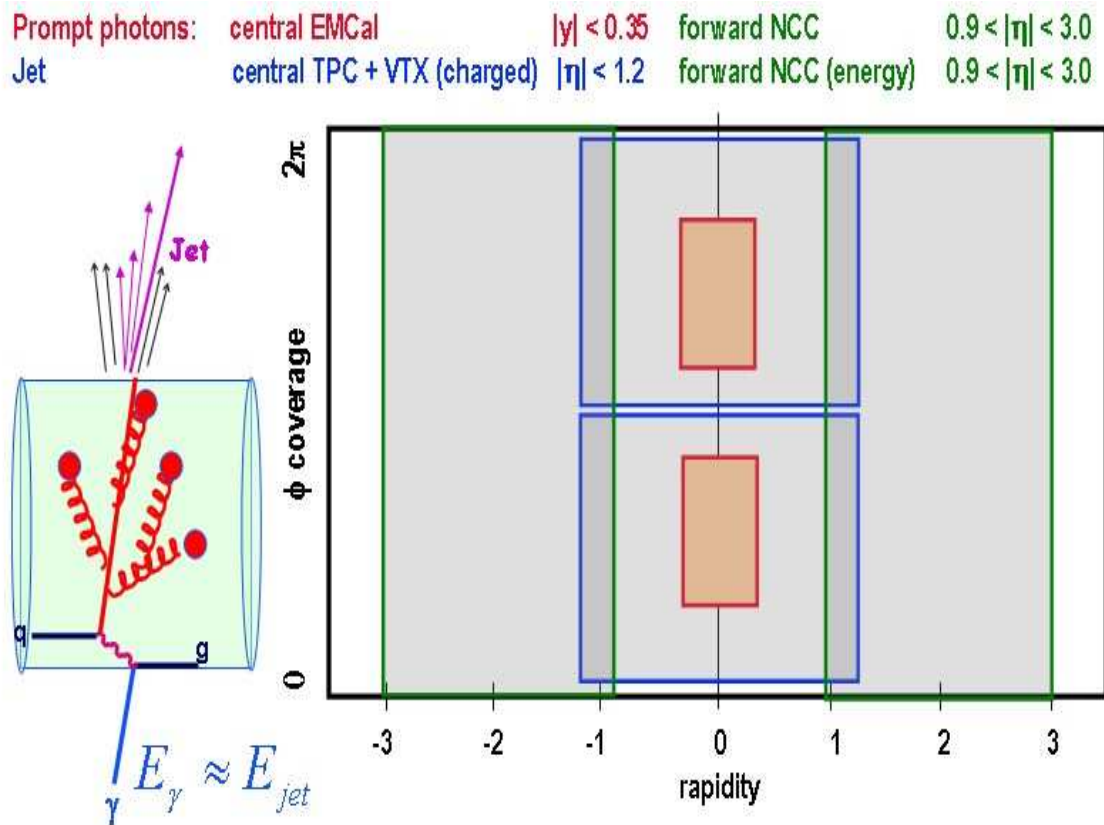 Prompt photons: central EMCal |y| < 0.35 forward NCC 0.9 < |η| < 3.0
Jet central TPC + VTX (charged) |η| < 1.2 forward NCC (energy) 0.9 < |η| < 3.0
Jet
q
g
γ
E_γ ≈ E_jet
2π
ϕ coverage
0
-3 -2 -1 0 1 2 3
rapidity